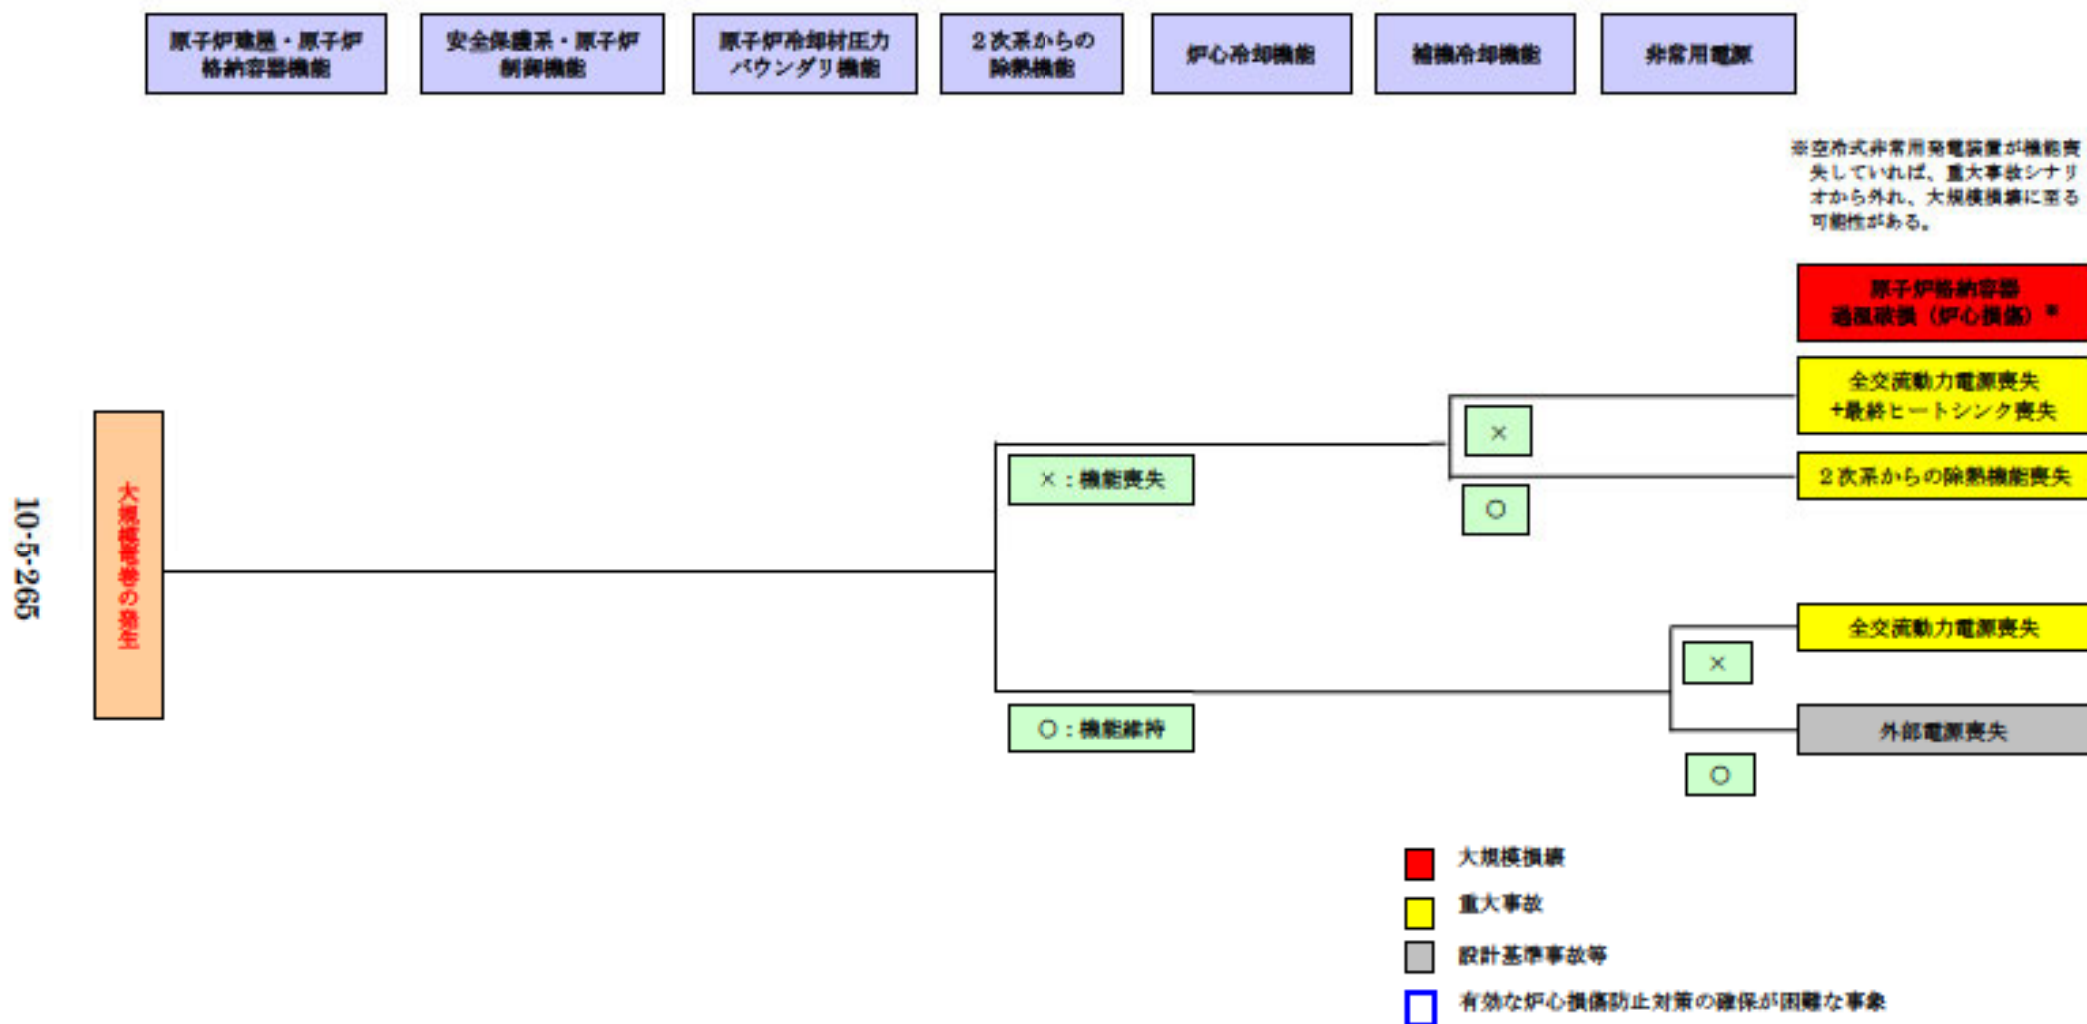 原子炉建屋・原子炉
格納容器機能
安全保護系・原子炉
制御機能
原子炉冷却材圧力
バウンダリ機能
2次系からの
除熱機能
炉心冷却機能
補機冷却機能
非常用電源
※空冷式非常用発電装置が機能喪
失していれば、重大事故シナリ
オから外れ、大規模損壊に至る
可能性がある。
原子炉格納容器
過温破損（炉心損傷）※
全交流動力電源喪失
+最終ヒートシンク喪失
×
×：機能喪失
2次系からの除熱機能喪失
○
大規模竜巻の発生
10-5-265
全交流動力電源喪失
×
○：機能維持
外部電源喪失
○
大規模損壊
重大事故
設計基準事故等
有効な炉心損傷防止対策の確保が困難な事象